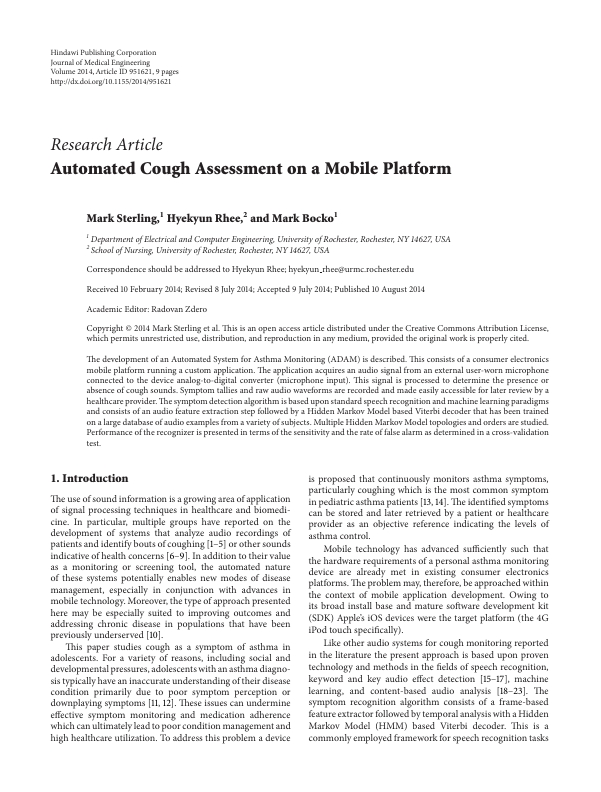 Hindawi Publishing Corporation
Journal of Medical Engineering
Volume 2014, Article ID 951621, 9 pages
http://dx.doi.org/10.1155/2014/951621
Research Article
Automated Cough Assessment on a Mobile Platform
Mark Sterling,1 Hyekyun Rhee,2 and Mark Bocko1
1 Department of Electrical and Computer Engineering, University of Rochester, Rochester, NY 14627, USA
2 School of Nursing, University of Rochester, Rochester, NY 14627, USA
Correspondence should be addressed to Hyekyun Rhee; hyekyun_rhee@urmc.rochester.edu
Received 10 February 2014; Revised 8 July 2014; Accepted 9 July 2014; Published 10 August 2014
Academic Editor: Radovan Zdero
Copyright © 2014 Mark Sterling et al. This is an open access article distributed under the Creative Commons Attribution License,
which permits unrestricted use, distribution, and reproduction in any medium, provided the original work is properly cited.
The development of an Automated System for Asthma Monitoring (ADAM) is described. This consists of a consumer electronics
mobile platform running a custom application. The application acquires an audio signal from an external user-worn microphone
connected to the device analog-to-digital converter (microphone input). This signal is processed to determine the presence or
absence of cough sounds. Symptom tallies and raw audio waveforms are recorded and made easily accessible for later review by a
healthcare provider. The symptom detection algorithm is based upon standard speech recognition and machine learning paradigms
and consists of an audio feature extraction step followed by a Hidden Markov Model based Viterbi decoder that has been trained
on a large database of audio examples from a variety of subjects. Multiple Hidden Markov Model topologies and orders are studied.
Performance of the recognizer is presented in terms of the sensitivity and the rate of false alarm as determined in a cross-validation
test.
1. Introduction
The use of sound information is a growing area of application
of signal processing techniques in healthcare and biomedi-
cine. In particular, multiple groups have reported on the
development of systems that analyze audio recordings of
patients and identify bouts of coughing [1–5] or other sounds
indicative of health concerns [6–9]. In addition to their value
as a monitoring or screening tool, the automated nature
of these systems potentially enables new modes of disease
management, especially in conjunction with advances in
mobile technology. Moreover, the type of approach presented
here may be especially suited to improving outcomes and
addressing chronic disease in populations that have been
previously underserved [10].
This paper studies cough as a symptom of asthma in
adolescents. For a variety of reasons, including social and
developmental pressures, adolescents with an asthma diagno-
sis typically have an inaccurate understanding of their disease
condition primarily due to poor symptom perception or
downplaying symptoms [11, 12]. These issues can undermine
effective symptom monitoring and medication adherence
which can ultimately lead to poor condition management and
high healthcare utilization. To address this problem a device
is proposed that continuously monitors asthma symptoms,
particularly coughing which is the most common symptom
in pediatric asthma patients [13, 14]. The identified symptoms
can be stored and later retrieved by a patient or healthcare
provider as an objective reference indicating the levels of
asthma control.
Mobile technology has advanced sufficiently such that
the hardware requirements of a personal asthma monitoring
device are already met in existing consumer electronics
platforms. The problem may, therefore, be approached within
the context of mobile application development. Owing to
its broad install base and mature software development kit
(SDK) Apple's iOS devices were the target platform (the 4G
iPod touch specifically).
Like other audio systems for cough monitoring reported
in the literature the present approach is based upon proven
technology and methods in the fields of speech recognition,
keyword and key audio effect detection [15–17], machine
learning, and content-based audio analysis [18–23]. The
symptom recognition algorithm consists of a frame-based
feature extractor followed by temporal analysis with a Hidden
Markov Model (HMM) based Viterbi decoder. This is a
commonly employed framework for speech recognition tasks